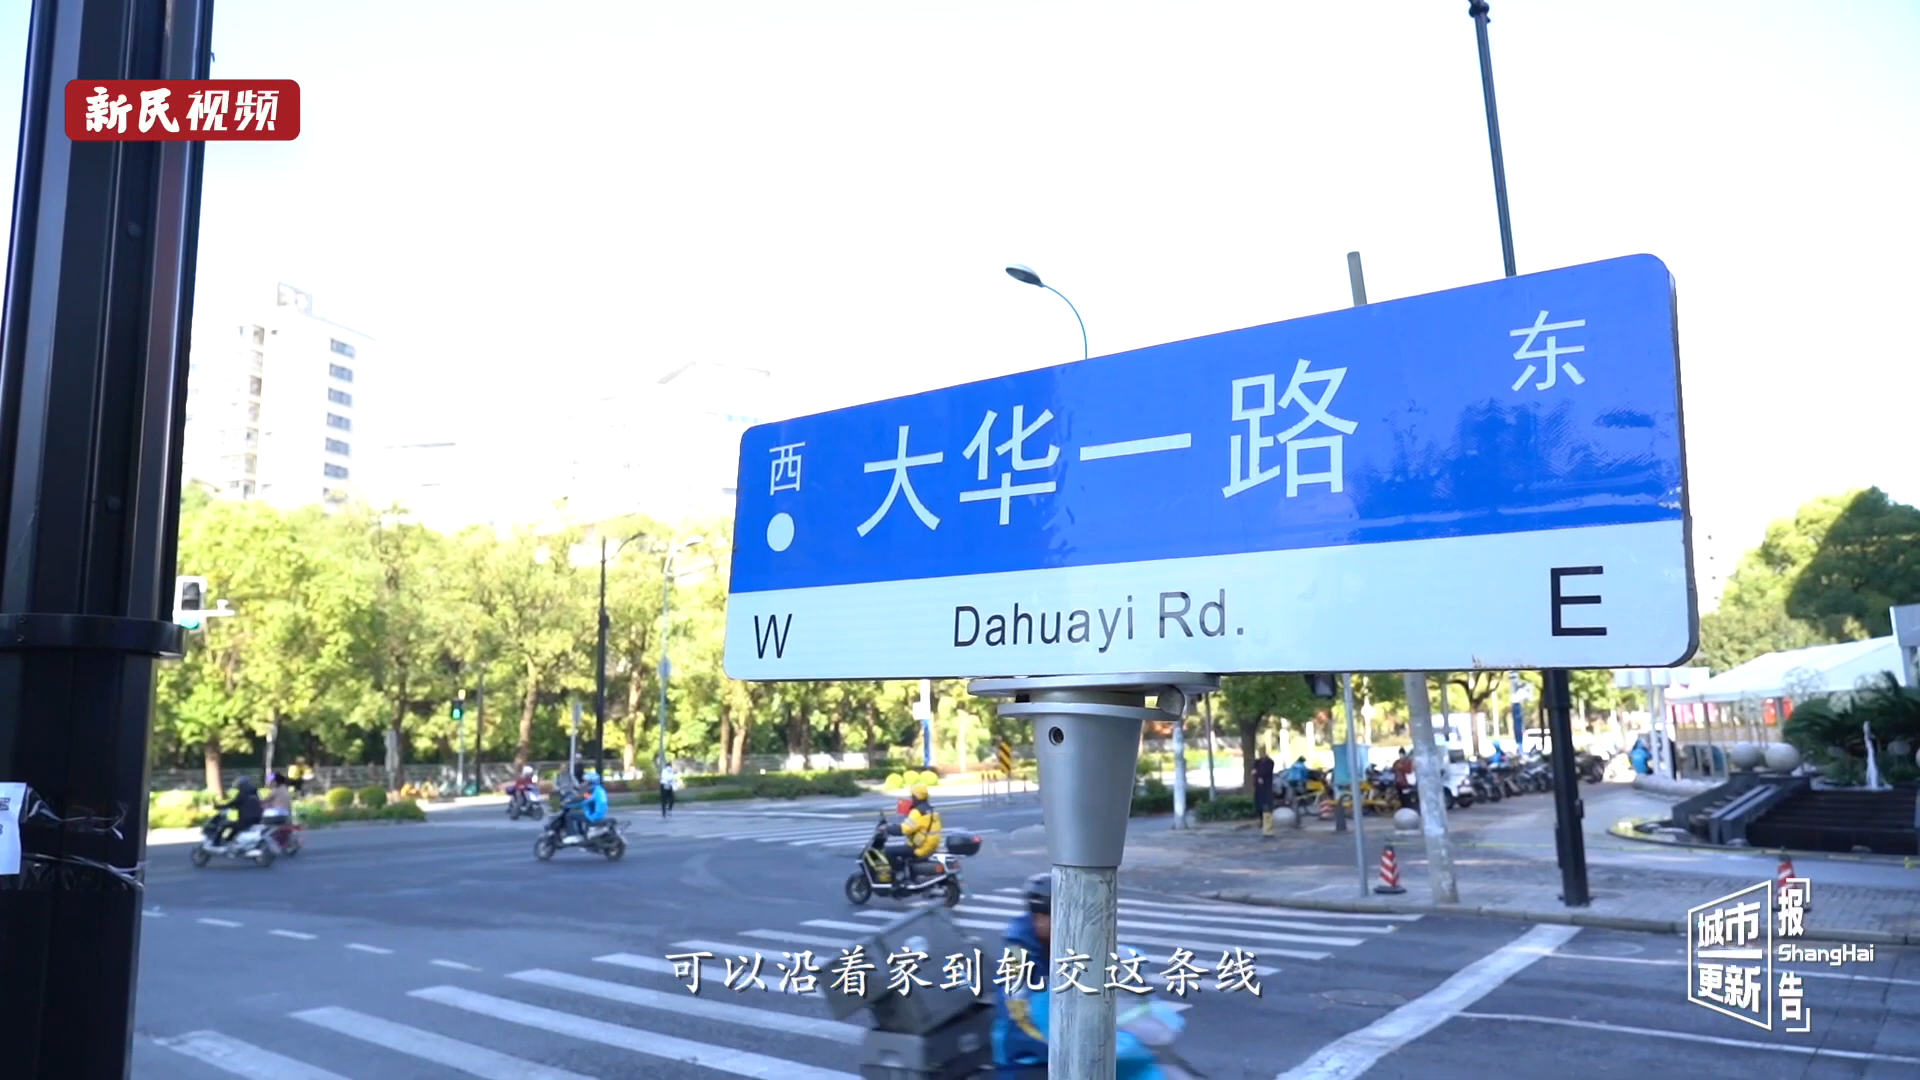 新民视频
西 东
大华一路
W Dahuayi Rd. E
可以沿着家到轨交这条线
城市更新
报告
ShangHai